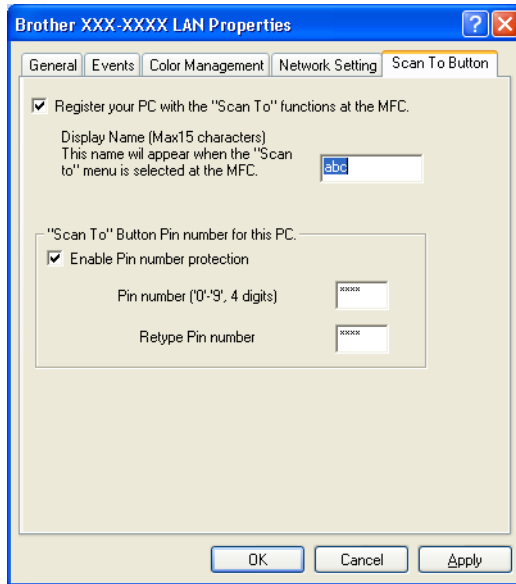 Brother XXX-XXXX LAN Properties
General Events Color Management Network Setting Scan To Button
Register your PC with the "Scan To" functions at the MFC.
Display Name (Max15 characters)
This name wil appear when the "Scan
to" menu is selected at the MFC.
abc
"Scan To" Button Pin number for this PC.
Enable Pin number protection
Pin number ('0'-'9', 4 digits) ****
Retype Pin number ****
OK Cancel Apply